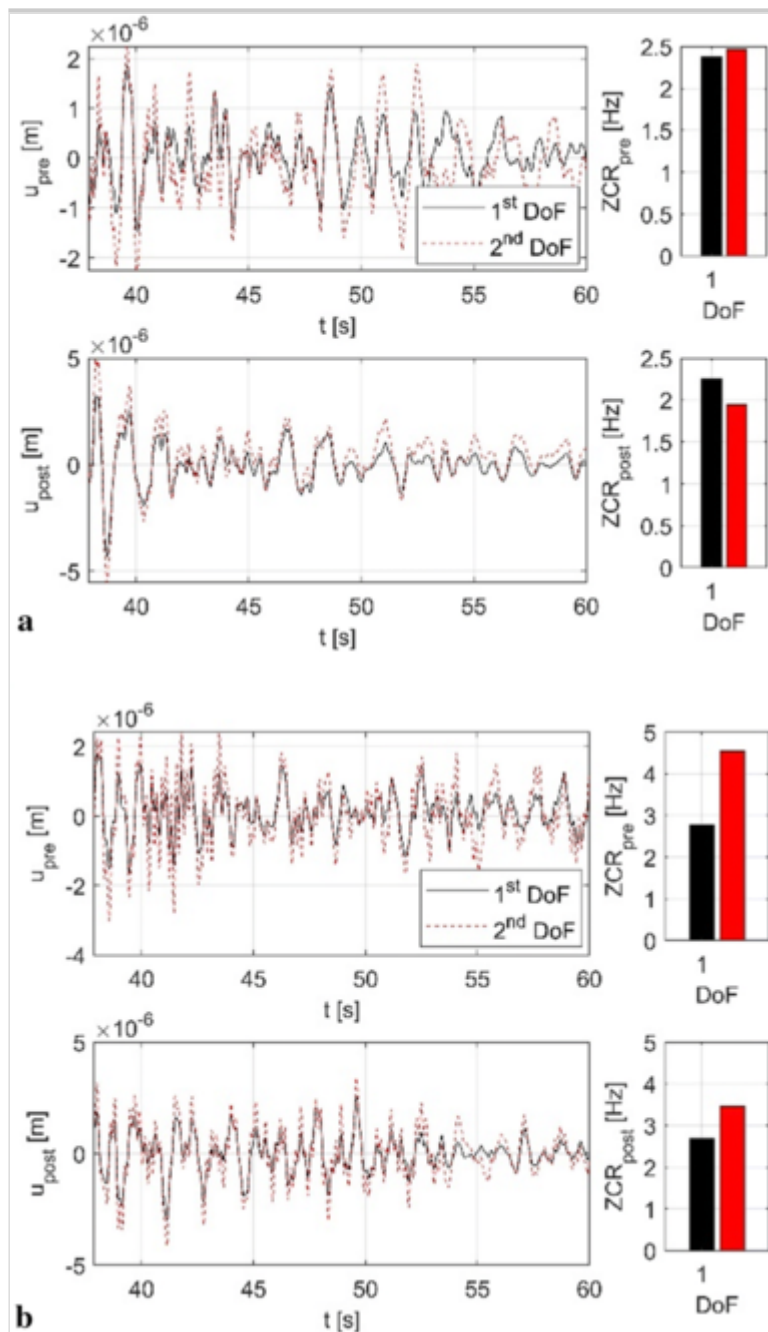 ×10⁻⁶
u_pre [m]
2
1
0
-1
-2
40 45 50 55 60
t [s]
1st DoF
2nd DoF
ZCR_pre [Hz]
2.5
2
1.5
1
0.5
0
1
DoF
×10⁻⁶
u_post [m]
5
0
-5
40 45 50 55 60
t [s]
ZCR_post [Hz]
2.5
2
1.5
1
0.5
0
1
DoF
a
×10⁻⁶
u_pre [m]
2
0
-2
-4
40 45 50 55 60
t [s]
1st DoF
2nd DoF
ZCR_pre [Hz]
5
4
3
2
1
0
1
DoF
×10⁻⁶
u_post [m]
5
0
-5
40 45 50 55 60
t [s]
ZCR_post [Hz]
5
4
3
2
1
0
1
DoF
b